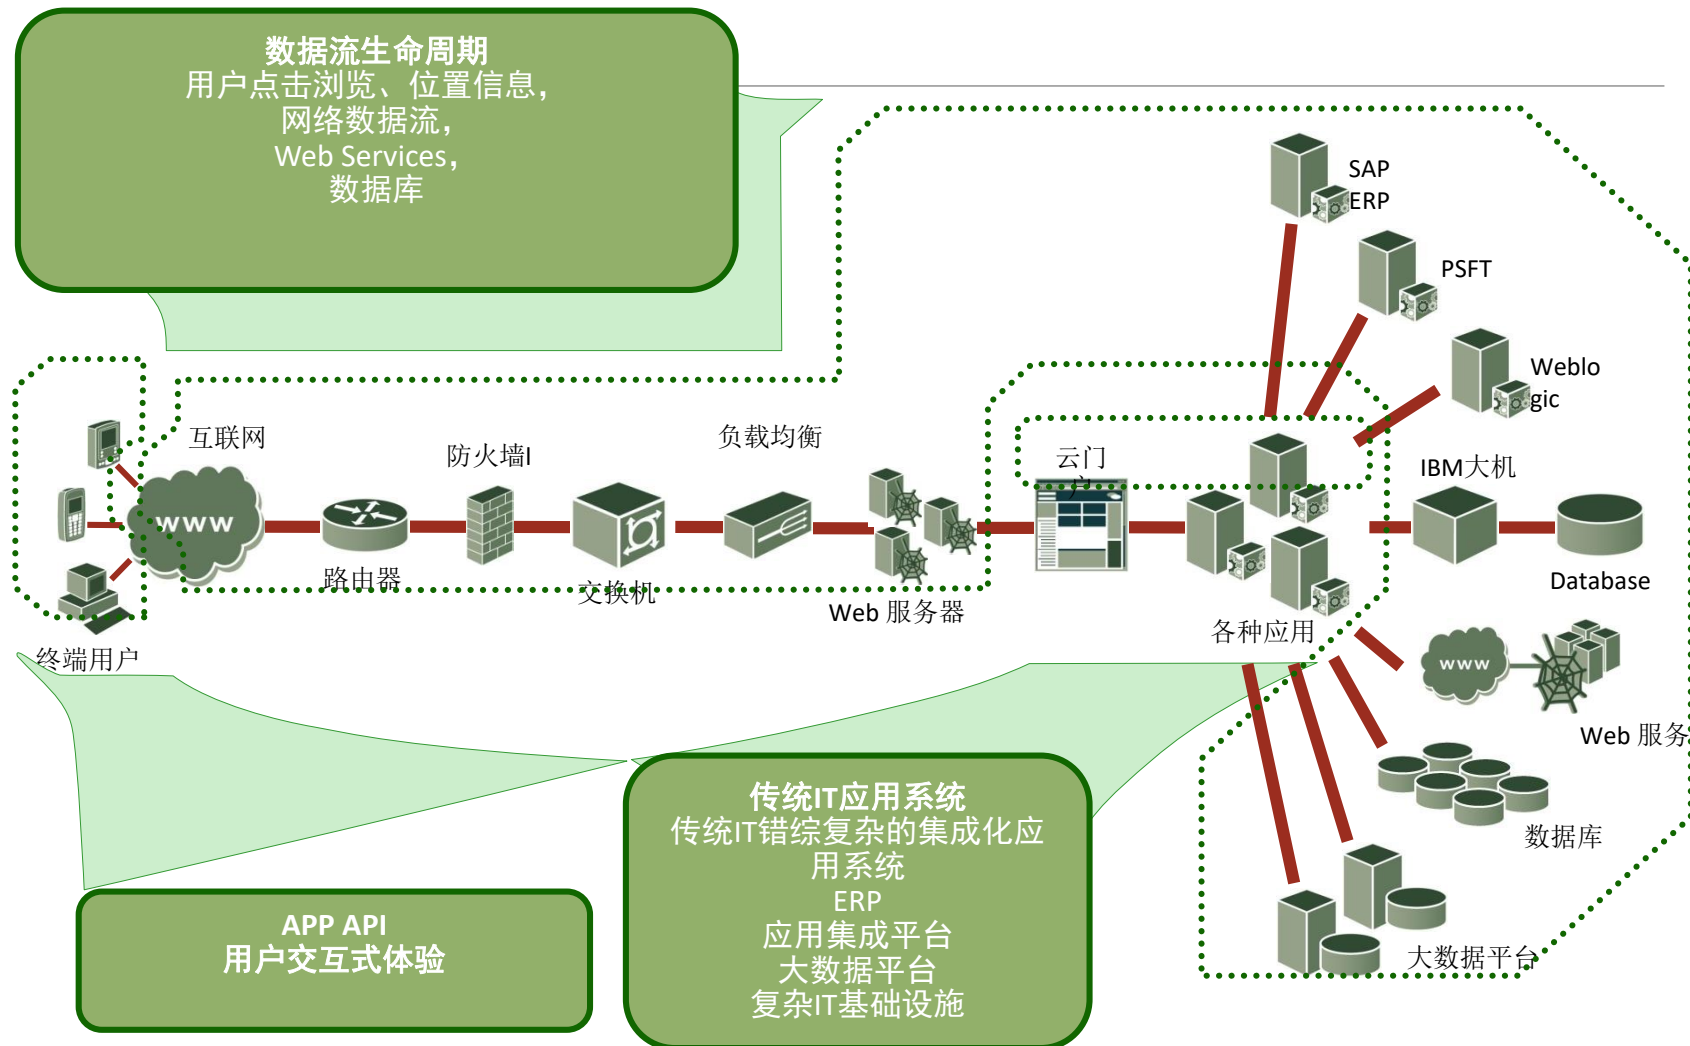 数据流生命周期
用户点击浏览、位置信息，
网络数据流，
Web Services，
数据库
SAP
ERP
PSFT
Weblo
gic
互联网
防火墙I
负载均衡
云门
户
IBM大机
www
路由器
交换机
Web 服务器
各种应用
Database
终端用户
www
Web 服务
数据库
大数据平台
传统IT应用系统
传统IT错综复杂的集成化应
用系统
ERP
应用集成平台
大数据平台
复杂IT基础设施
APP API
用户交互式体验